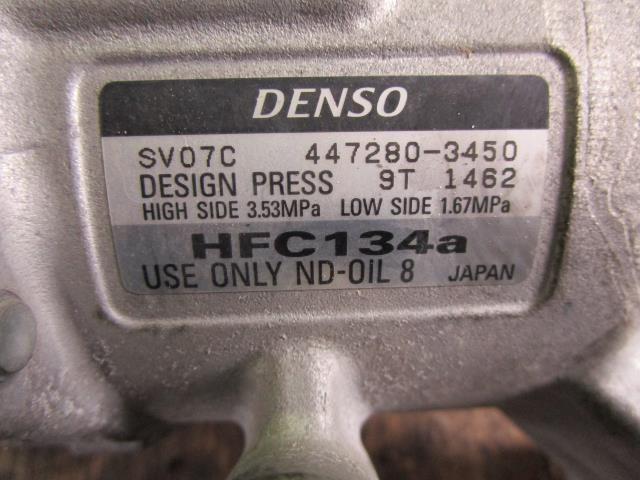 DENSO
SV07C 447280-3450
DESIGN PRESS 9T 1462
HIGH SIDE 3.53MPa LOW SIDE 1.67MPa
HFC134a
USE ONLY ND-OIL 8 JAPAN